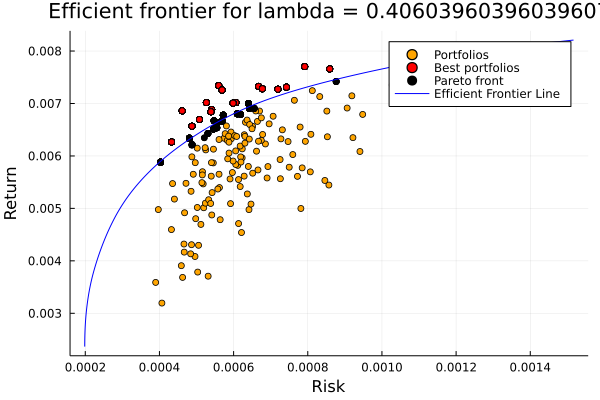 Efficient frontier for lambda = 0.4060396039603960
Portfolios
Best portfolios
Pareto front
Efficient Frontier Line
0.008
0.007
0.006
0.005
0.004
0.003
Return
0.0002 0.0004 0.0006 0.0008 0.0010 0.0012 0.0014
Risk